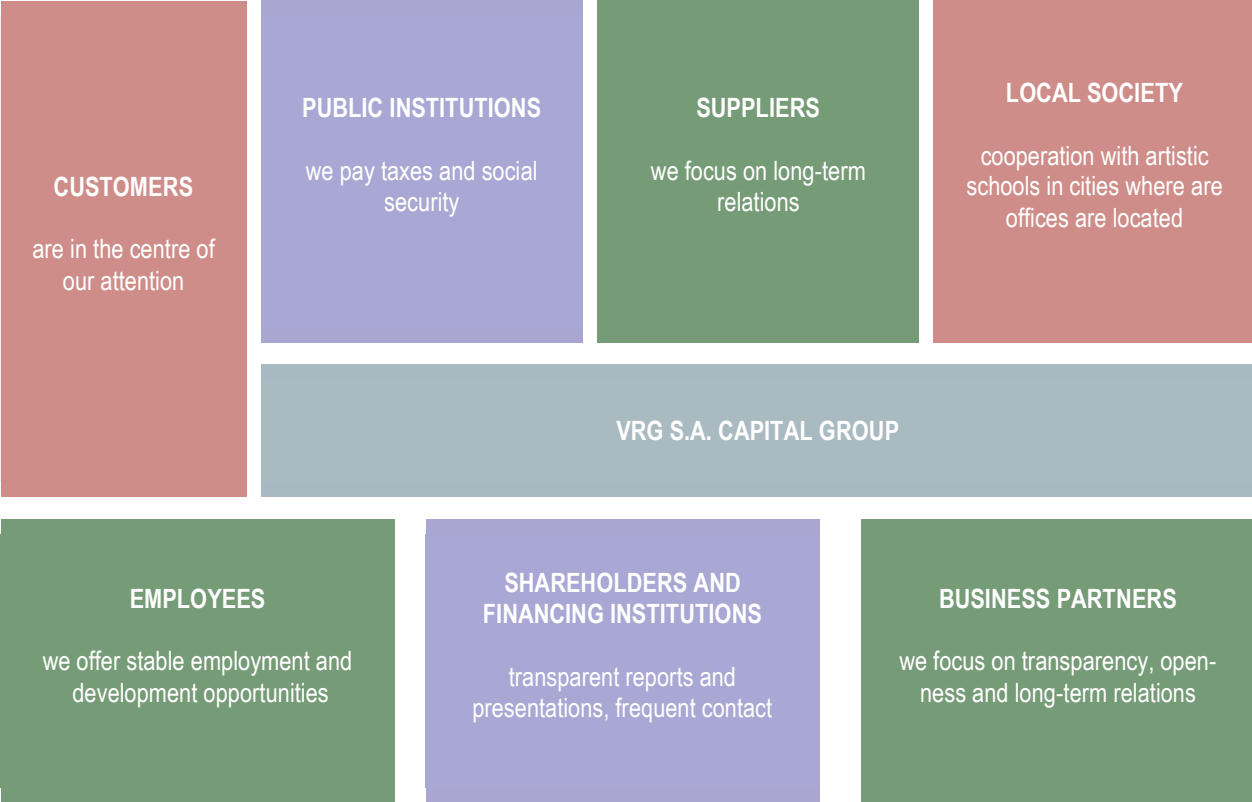 CUSTOMERS
are in the centre of
our attention
PUBLIC INSTITUTIONS
we pay taxes and social
security
SUPPLIERS
we focus on long-term
relations
LOCAL SOCIETY
cooperation with artistic
schools in cities where are
offices are located
VRG S.A. CAPITAL GROUP
EMPLOYEES
we offer stable employment and
development opportunities
SHAREHOLDERS AND
FINANCING INSTITUTIONS
transparent reports and
presentations, frequent contact
BUSINESS PARTNERS
we focus on transparency, open-
ness and long-term relations